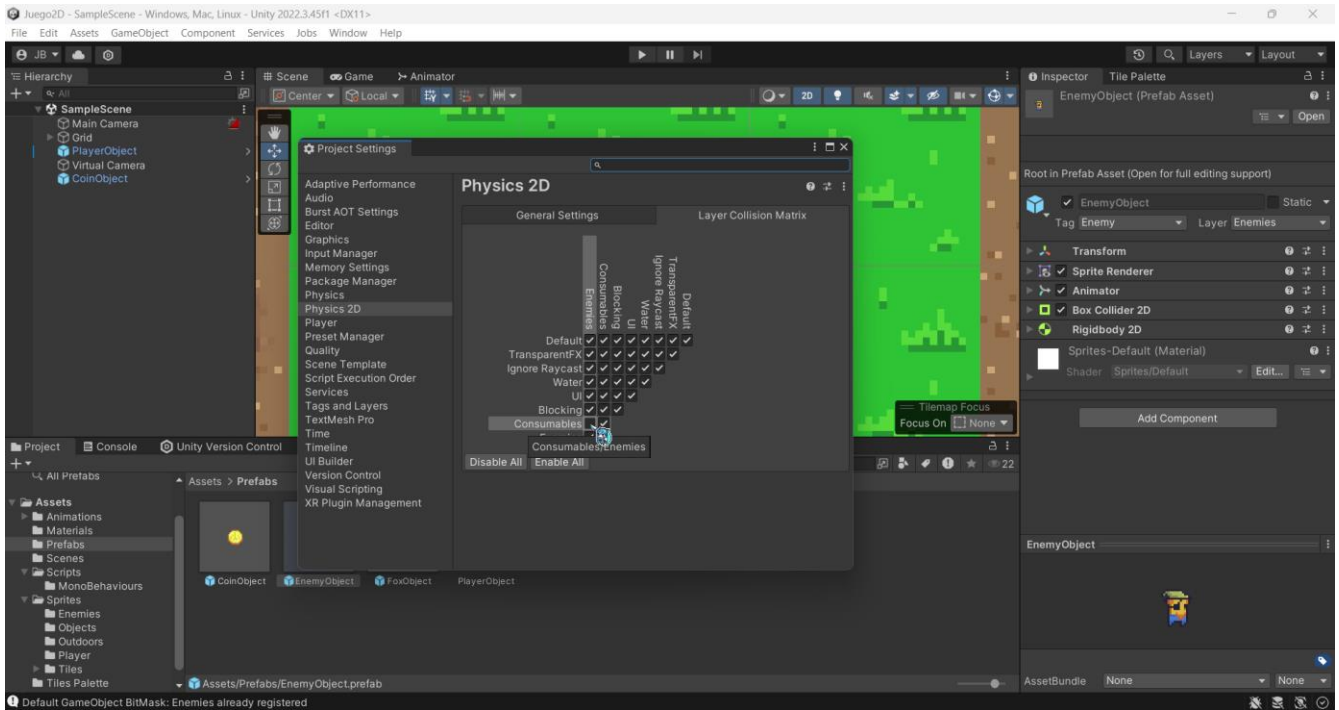 Juego2D - SampleScene - Windows, Mac, Linux - Unity 2022.3.45f1 <DX11>
File Edit Assets GameObject Component Services Jobs Window Help
JB
Layers
Layout
Hierarchy
All
SampleScene
Main Camera
Grid
PlayerObject
Virtual Camera
CoinObject
Scene
Game
Animator
Center
Local
2D
Project Settings
Adaptive Performance
Audio
Burst AOT Settings
Editor
Graphics
Input Manager
Memory Settings
Package Manager
Physics
Physics 2D
Player
Preset Manager
Quality
Scene Template
Script Execution Order
Services
Tags and Layers
TextMesh Pro
Time
Timeline
UI Builder
Version Control
Visual Scripting
XR Plugin Management
Physics 2D
General Settings
Layer Collision Matrix
Enemies
Consumables
Blocking
UI
Water
Ignore Raycast
TransparentFX
Default
Default
TransparentFX
Ignore Raycast
Water
UI
Blocking
Consumables
Consumables/Enemies
Disable All
Enable All
Tilemap Focus
Focus On
None
Inspector
Tile Palette
EnemyObject (Prefab Asset)
Open
Root in Prefab Asset (Open for full editing support)
EnemyObject
Static
Tag Enemy
Layer Enemies
Transform
Sprite Renderer
Animator
Box Collider 2D
Rigidbody 2D
Sprites-Default (Material)
Shader Sprites/Default
Edit...
Add Component
Project
Console
Unity Version Control
22
All Prefabs
Assets
Animations
Materials
Prefabs
Scenes
Scripts
MonoBehaviours
Sprites
Enemies
Objects
Outdoors
Player
Tiles
Tiles Palette
Assets > Prefabs
CoinObject
EnemyObject
FoxObject
PlayerObject
Assets/Prefabs/EnemyObject.prefab
EnemyObject
AssetBundle
None
None
Default GameObject BitMask: Enemies already registered